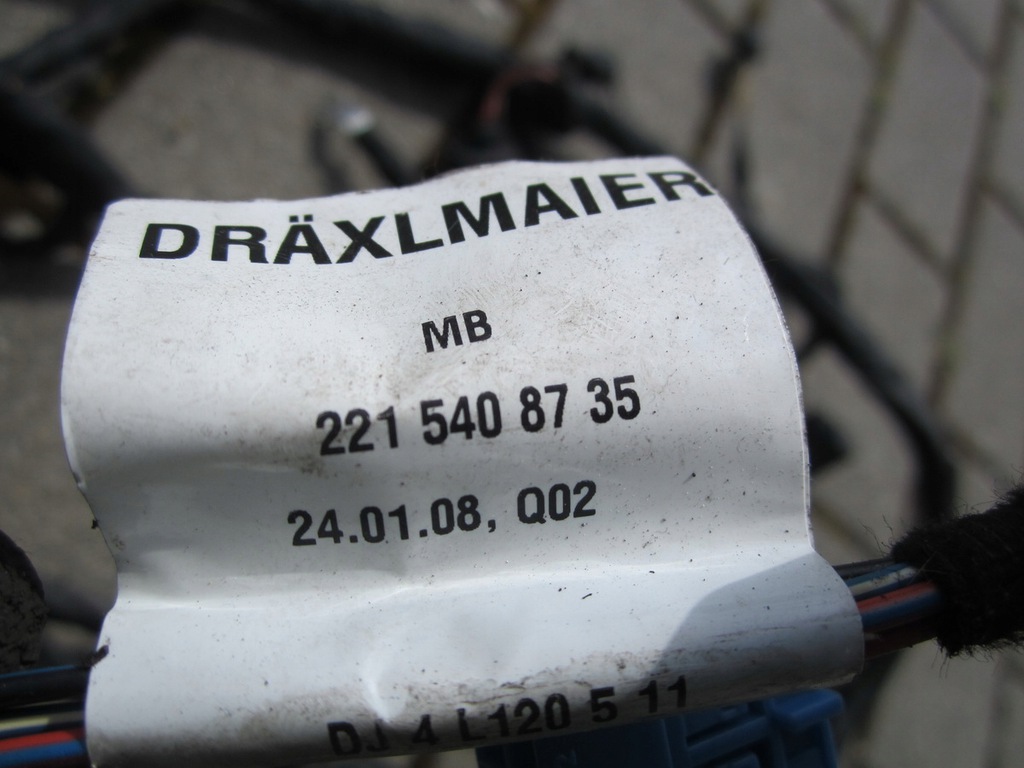 DRÄXLMAIER
MB
221 540 87 35
24.01.08, Q02
DJ 4 L120 5 11